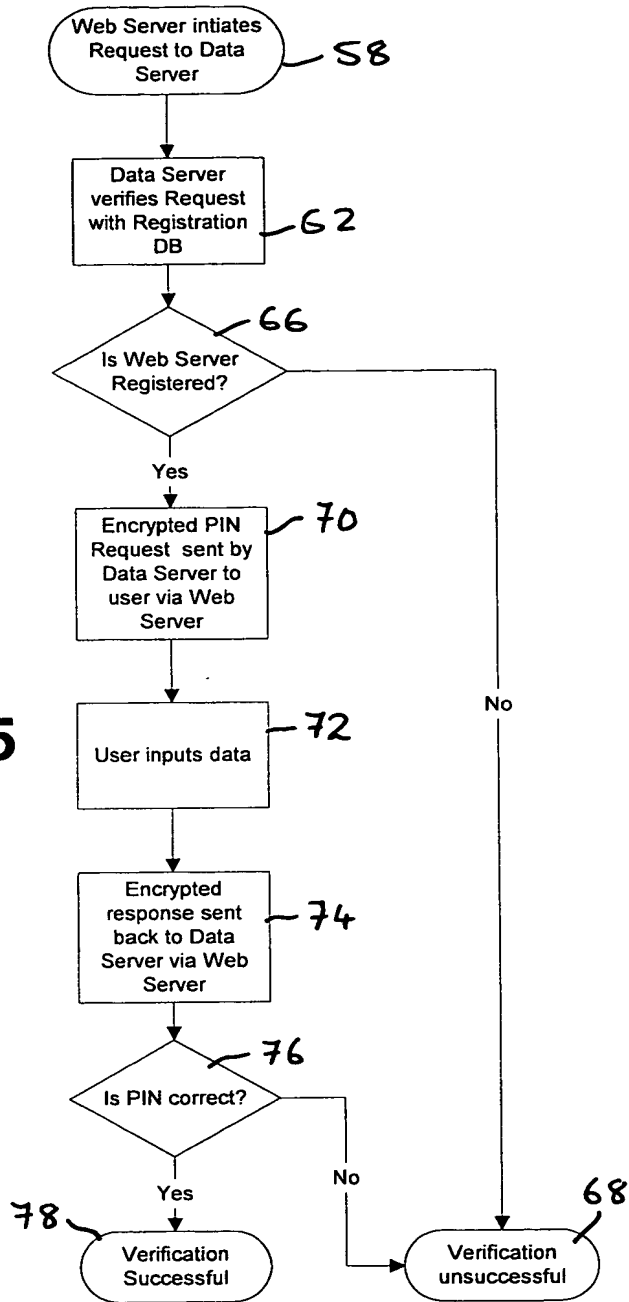 Web Server intiates
Request to Data
Server
58
Data Server
verifies Request
with Registration
DB
62
66
Is Web Server
Registered?
Yes
70
Encrypted PIN
Request sent by
Data Server to
user via Web
Server
No
5
72
User inputs data
Encrypted
response sent
back to Data
Server via Web
Server
74
76
Is PIN correct?
No
Yes
78
68
Verification
Successful
Verification
unsuccessful